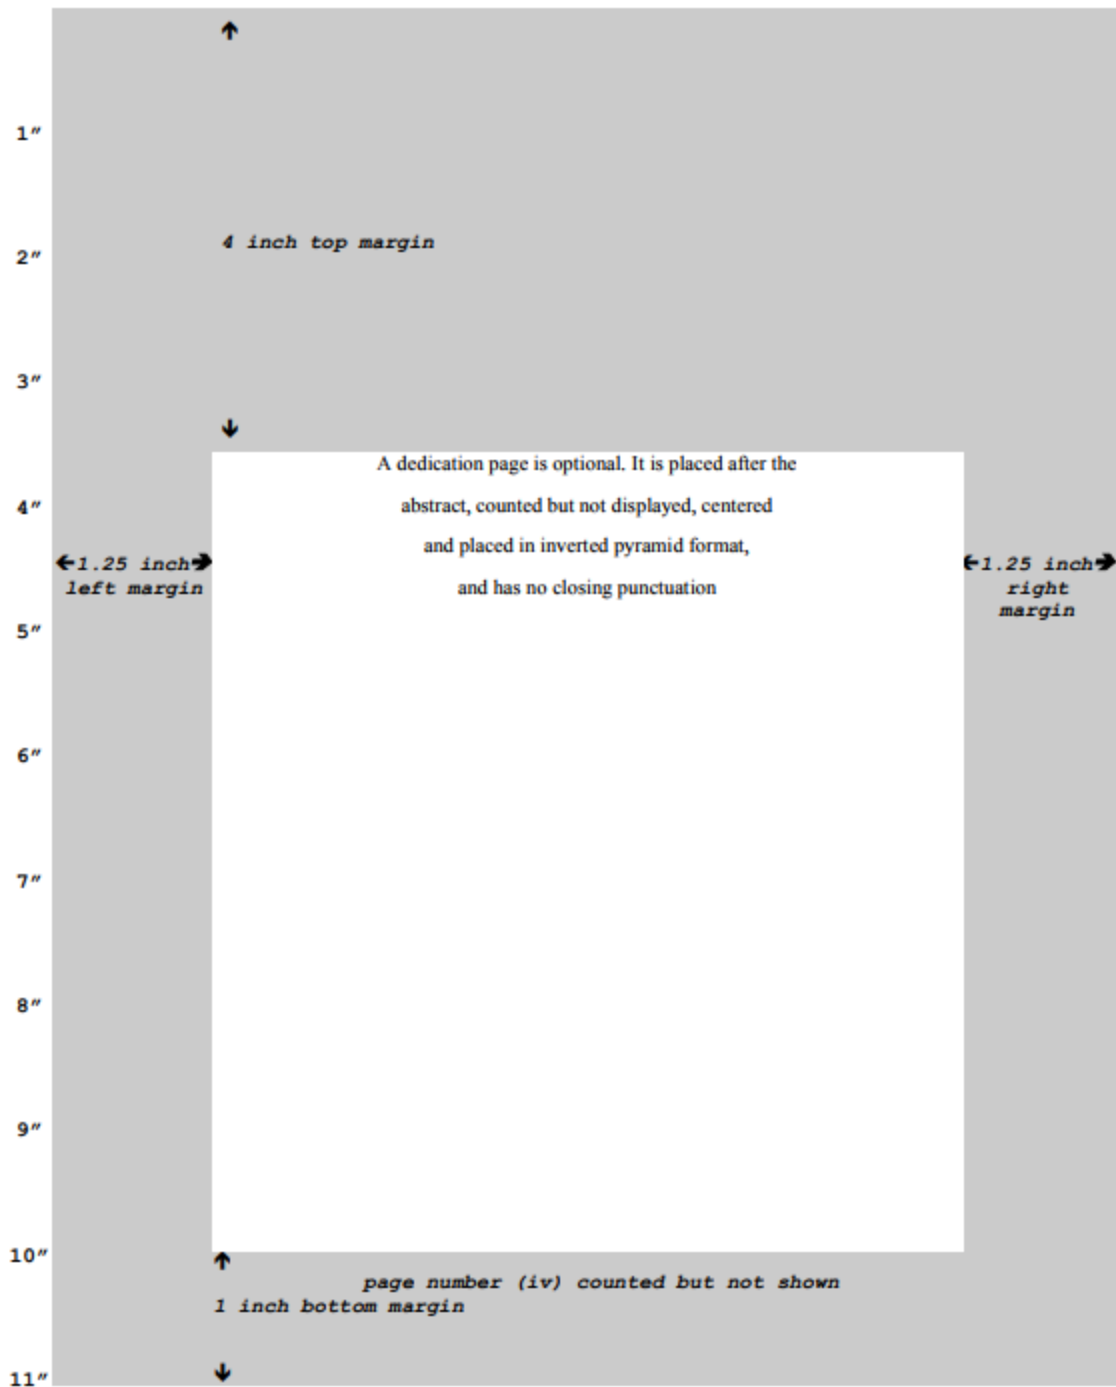 1″
4 inch top margin
2″
3″
A dedication page is optional. It is placed after the
abstract, counted but not displayed, centered
4″
and placed in inverted pyramid format,
1.25 inch
left margin
1.25 inch
right
margin
and has no closing punctuation
5″
6″
7″
8″
9″
10″
page number (iv) counted but not shown
1 inch bottom margin
11″